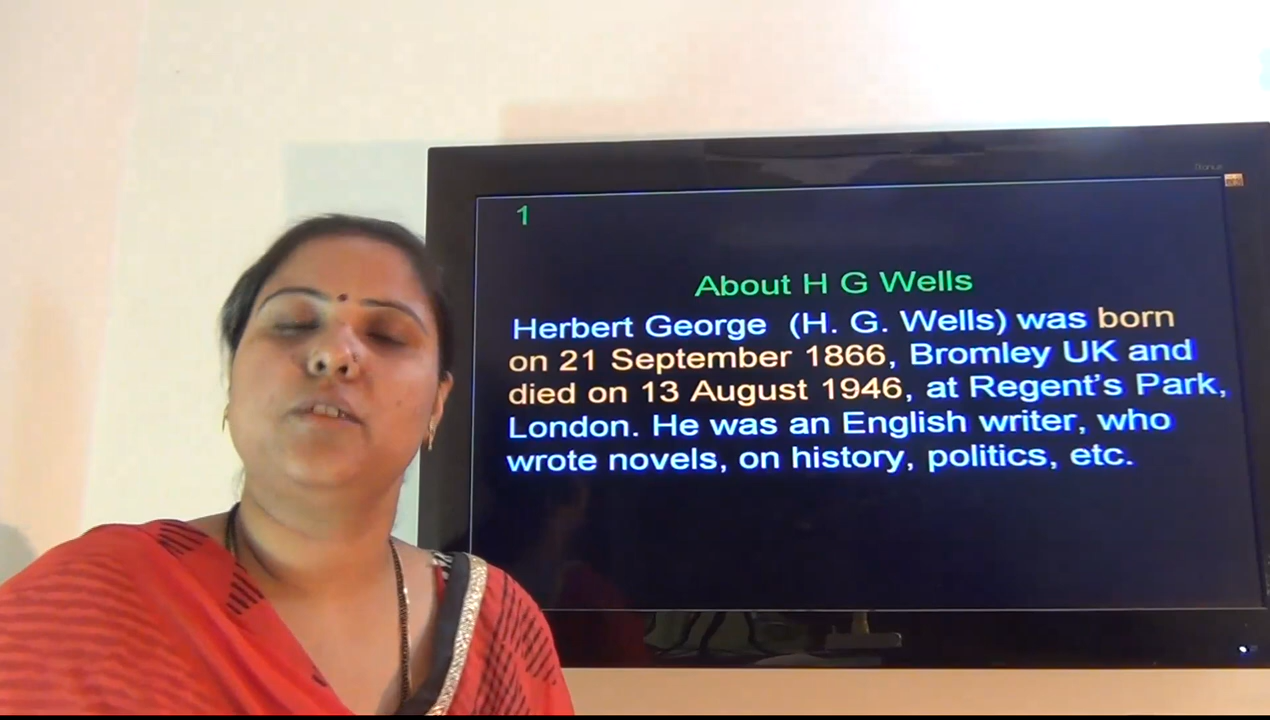 1
About H G Wells
Herbert George (H. G. Wells) was born
on 21 September 1866, Bromley UK and
died on 13 August 1946, at Regent's Park,
London. He was an English writer, who
wrote novels, on history, politics, etc.